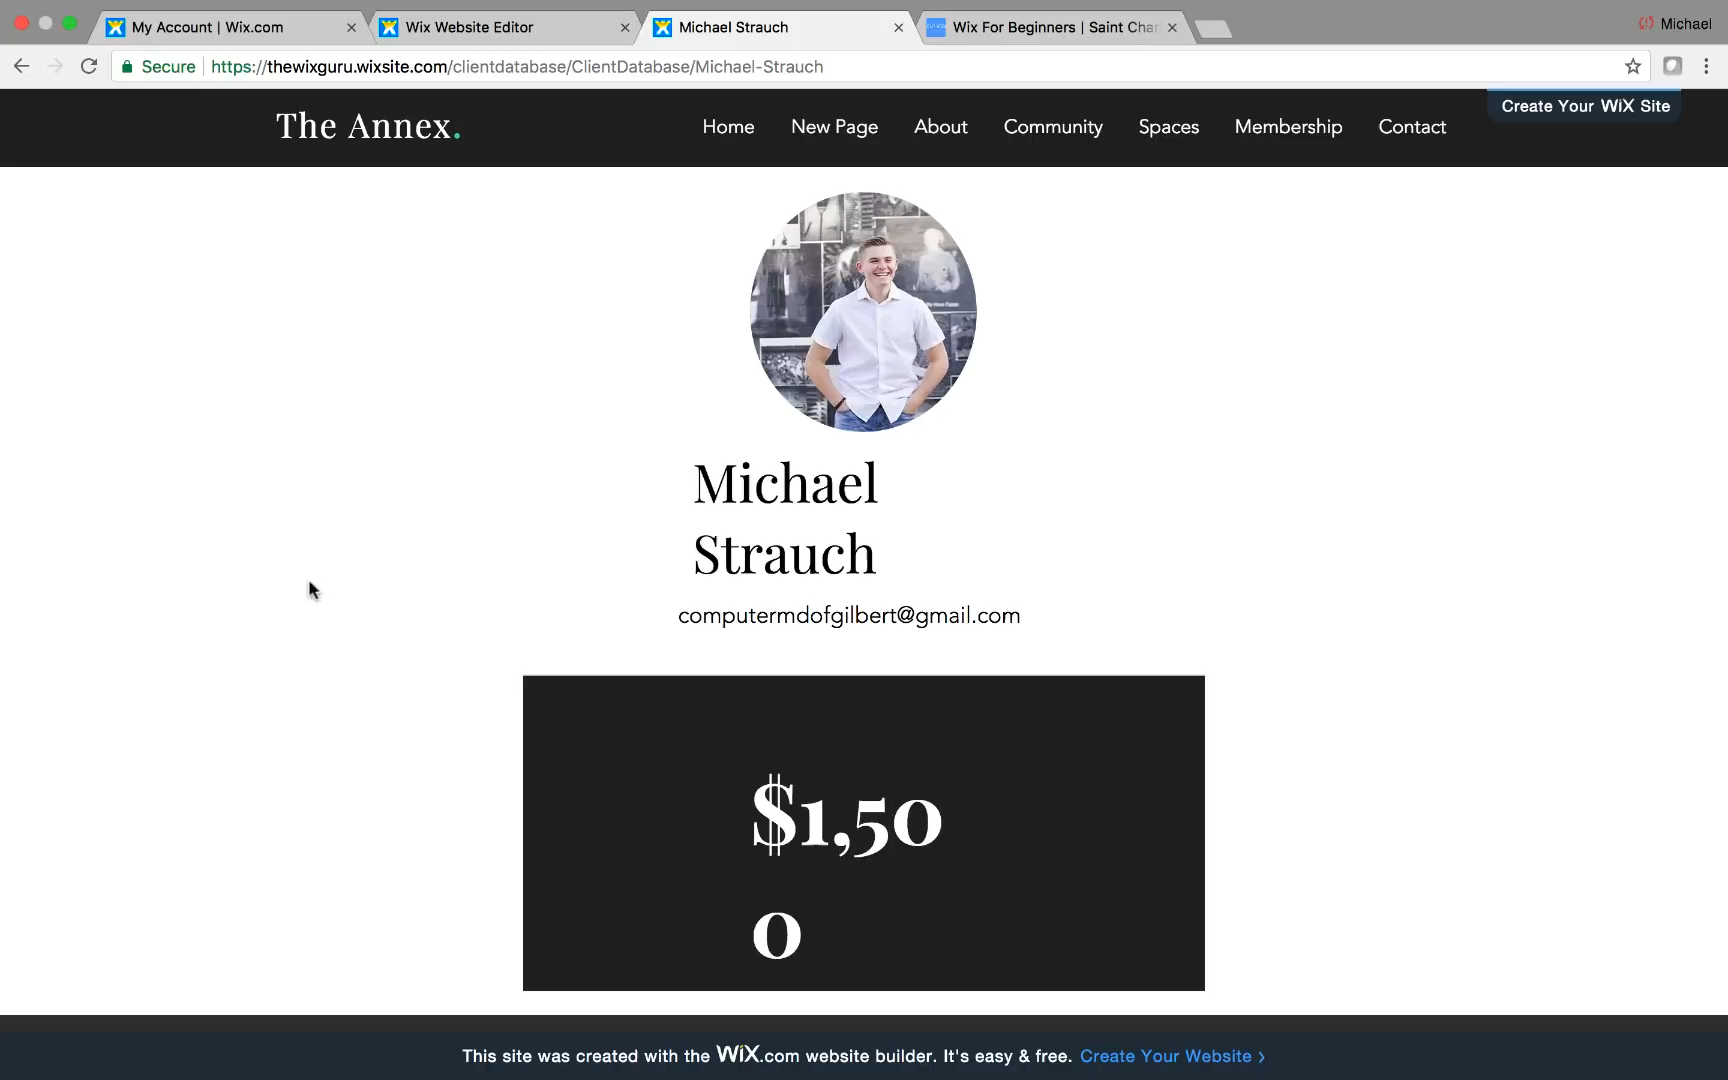 My Account | Wix.com
Wix Website Editor
Michael Strauch
Wix For Beginners | Saint Char
Michael
Secure
https://thewixguru.wixsite.com/clientdatabase/ClientDatabase/Michael-Strauch
Create Your WiX Site
The Annex.
Home
New Page
About
Community
Spaces
Membership
Contact
Michael
Strauch
computermdofgilbert@gmail.com
$1,50
0
This site was created with the WiX.com website builder. It's easy & free. Create Your Website ›